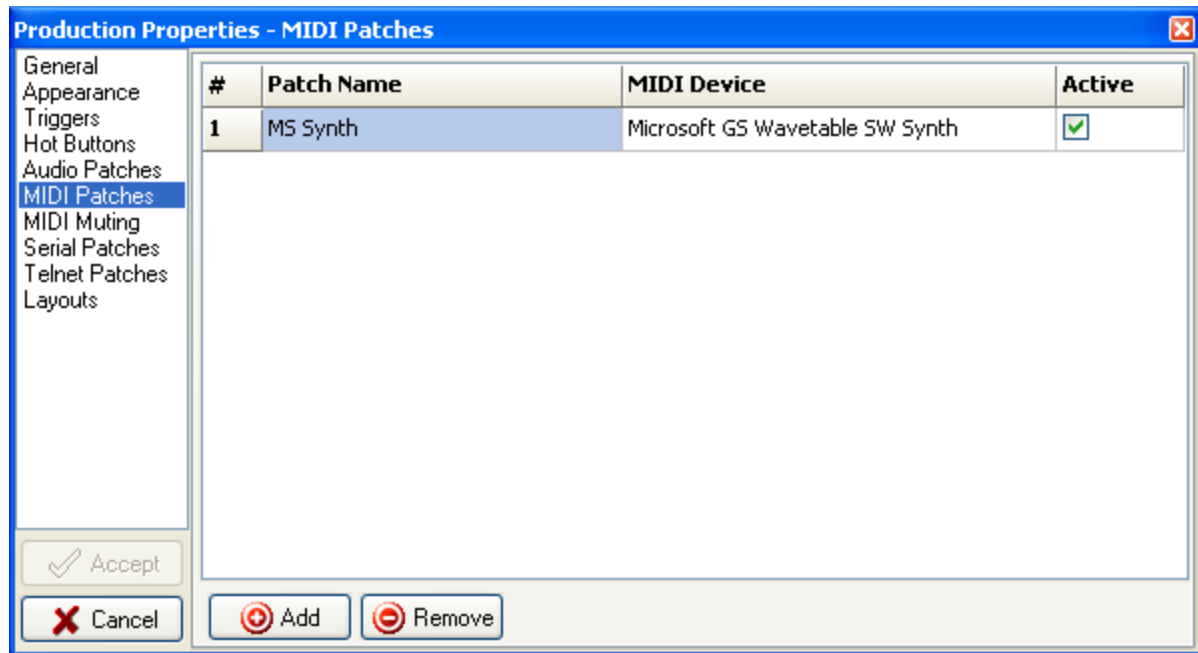 Production Properties - MIDI Patches
General
Appearance
Triggers
Hot Buttons
Audio Patches
MIDI Patches
MIDI Muting
Serial Patches
Telnet Patches
Layouts
# Patch Name MIDI Device Active
1 MS Synth Microsoft GS Wavetable SW Synth
Accept
Cancel
Add Remove